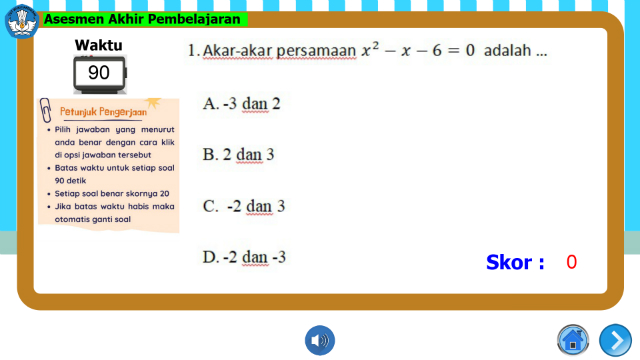 Asesmen Akhir Pembelajaran
Waktu
90
Petunjuk Pengerjaan
• Pilih jawaban yang menurut
anda benar dengan cara klik
di opsi jawaban tersebut
• Batas waktu untuk setiap soal
90 detik
• Setiap soal benar skornya 20
• Jika batas waktu habis maka
otomatis ganti soal
1. Akar-akar persamaan x² − x − 6 = 0 adalah ...
A. -3 dan 2
B. 2 dan 3
C. -2 dan 3
D. -2 dan -3
Skor : 0